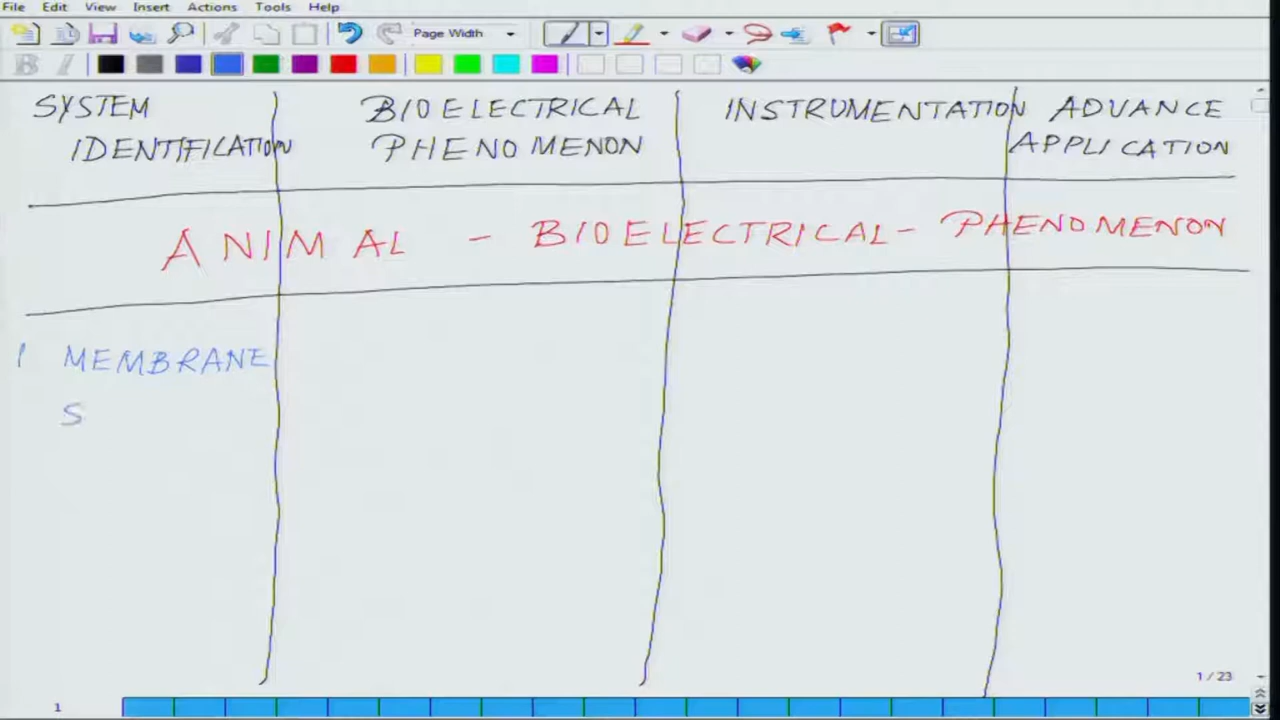 File Edit View Insert Actions Tools Help
Page Width
SYSTEM IDENTIFICATION
BIOELECTRICAL PHENOMENON
INSTRUMENTATION
ADVANCE APPLICATION
ANIMAL - BIOELECTRICAL - PHENOMENON
1 MEMBRANE
S
1/23
1